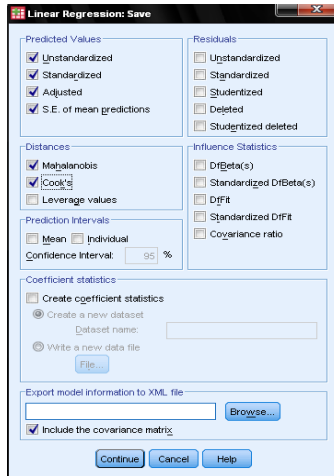 Linear Regression: Save
Predicted Values
Unstandardized
Standardized
Adjusted
S.E. of mean predictions
Residuals
Unstandardized
Standardized
Studentized
Deleted
Studentized deleted
Distances
Mahalanobis
Cook's
Leverage values
Influence Statistics
DfBeta(s)
Standardized DfBeta(s)
DfFit
Standardized DfFit
Covariance ratio
Prediction Intervals
Mean Individual
Confidence Interval: 95 %
Coefficient statistics
Create coefficient statistics
Create a new dataset
Dataset name:
Write a new data file
File...
Export model information to XML file
Browse...
Include the covariance matrix
Continue Cancel Help